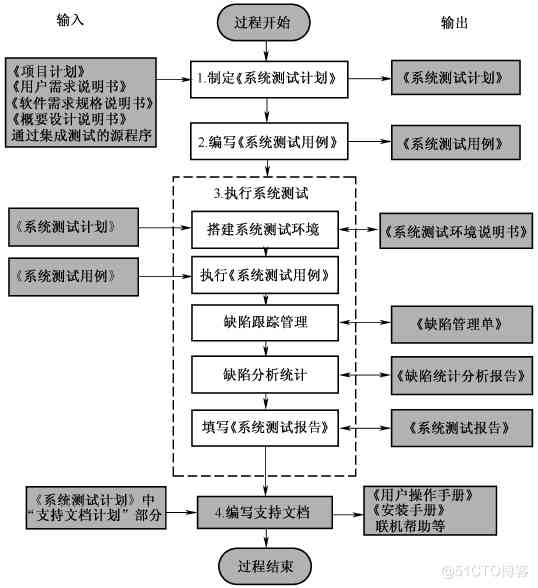 输入
过程开始
输出
《项目计划》
《用户需求说明书》
《软件需求规格说明书》
《概要设计说明书》
通过集成测试的源程序
1.制定《系统测试计划》
《系统测试计划》
2.编写《系统测试用例》
《系统测试用例》
3.执行系统测试
《系统测试计划》
搭建系统测试环境
《系统测试环境说明书》
《系统测试用例》
执行《系统测试用例》
缺陷跟踪管理
《缺陷管理单》
缺陷分析统计
《缺陷统计分析报告》
填写《系统测试报告》
《系统测试报告》
《系统测试计划》中
“支持文档计划”部分
4.编写支持文档
《用户操作手册》
《安装手册》
联机帮助等
过程结束
@51CTO博客